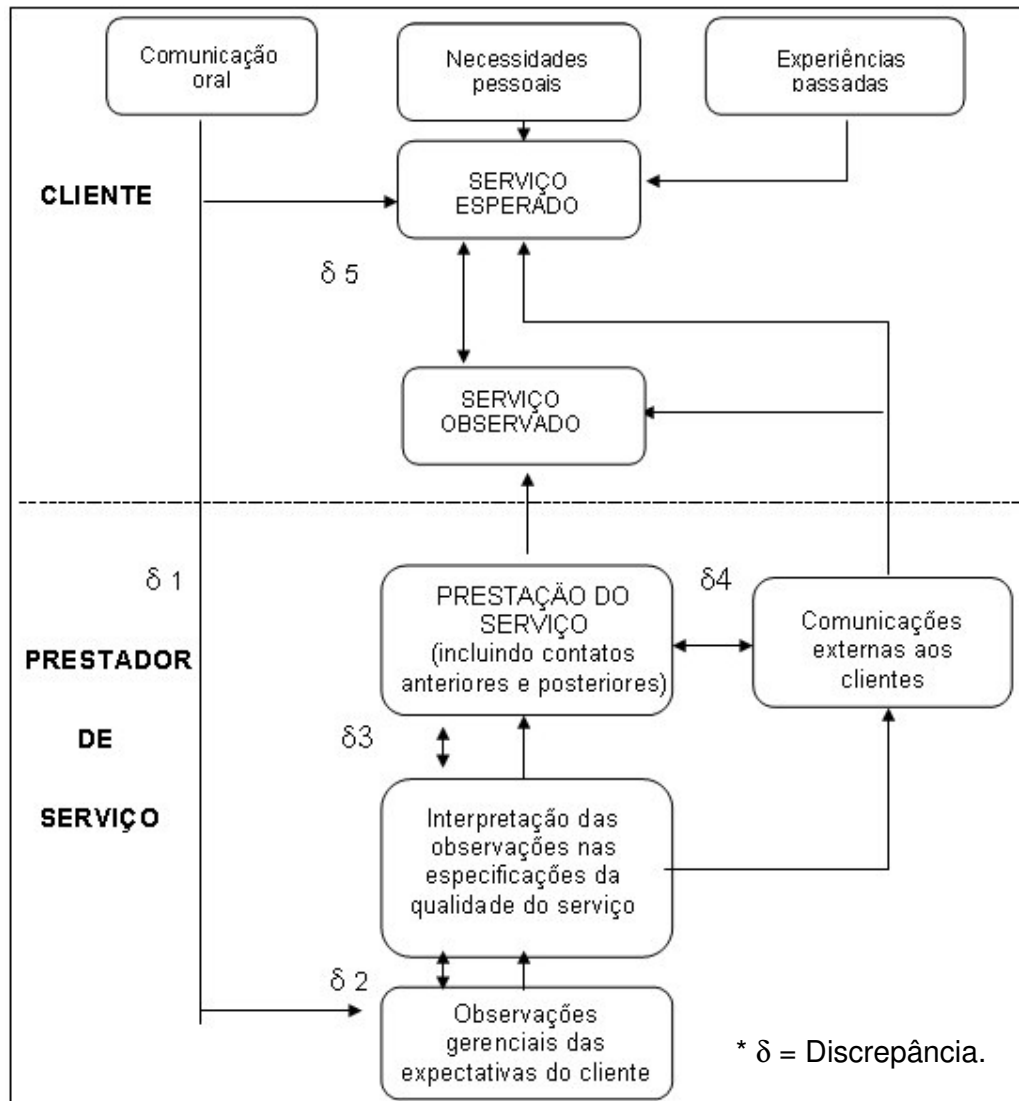 Comunicação
oral
Necessidades
pessoais
Experiências
passadas
CLIENTE
SERVIÇO
ESPERADO
δ 5
SERVIÇO
OBSERVADO
δ 1
PRESTAÇÃO DO
SERVIÇO
(incluindo contatos
anteriores e posteriores)
δ4
Comunicações
externas aos
clientes
PRESTADOR
DE
SERVIÇO
δ3
Interpretação das
observações nas
especificações da
qualidade do serviço
δ 2
Observações
gerenciais das
expectativas do cliente
* δ = Discrepância.